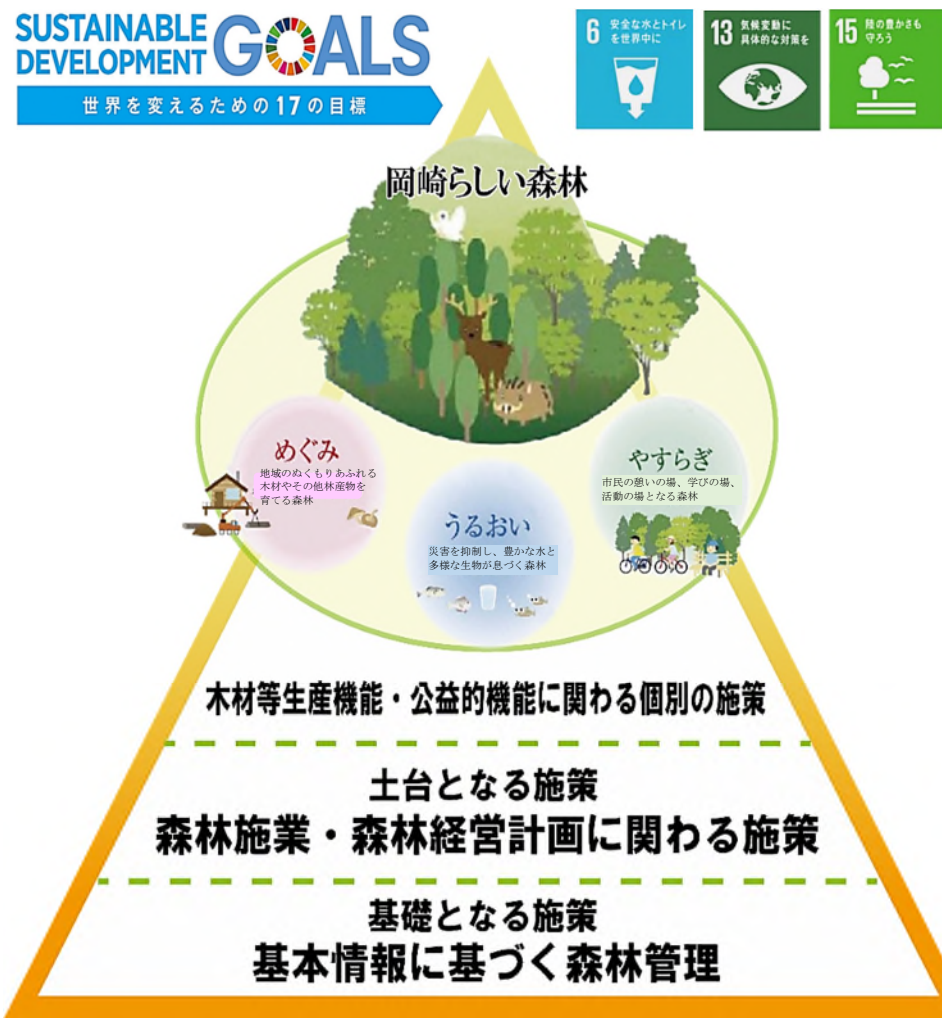 SUSTAINABLE
DEVELOPMENT GOALS
世界を変えるための17の目標
6 安全な水とトイレ
を世界中に
13 気候変動に
具体的な対策を
15 陸の豊かさも
守ろう
岡崎らしい森林
めぐみ
地域のぬくもりあふれる
木材やその他林産物を
育てる森林
うるおい
災害を抑制し、豊かな水と
多様な生物が息づく森林
やすらぎ
市民の憩いの場、学びの場、
活動の場となる森林
木材等生産機能・公益的機能に関わる個別の施策
土台となる施策
森林施業・森林経営計画に関わる施策
基礎となる施策
基本情報に基づく森林管理